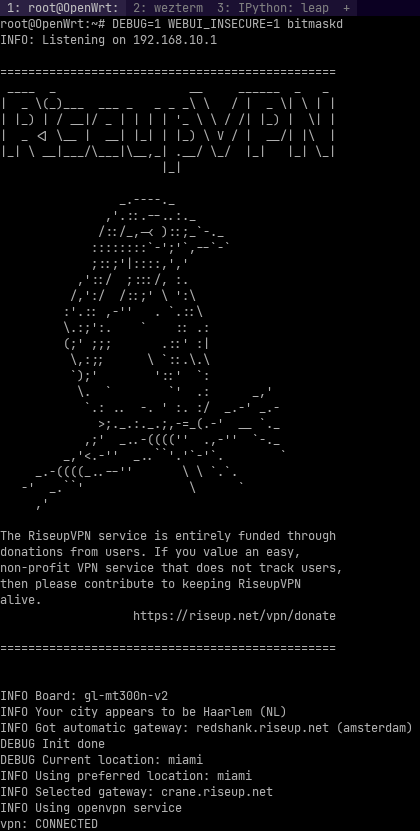 1: root@OpenWrt: 2: wezterm 3: IPython: leap +
root@OpenWrt:~# DEBUG=1 WEBUI_INSECURE=1 bitmaskd
INFO: Listening on 192.168.10.1
RiseupVPN
The RiseupVPN service is entirely funded through
donations from users. If you value an easy,
non-profit VPN service that does not track users,
then please contribute to keeping RiseupVPN
alive.
https://riseup.net/vpn/donate
INFO Board: gl-mt300n-v2
INFO Your city appears to be Haarlem (NL)
INFO Got automatic gateway: redshank.riseup.net (amsterdam)
DEBUG Init done
DEBUG Current location: miami
INFO Using preferred location: miami
INFO Selected gateway: crane.riseup.net
INFO Using openvpn service
vpn: CONNECTED